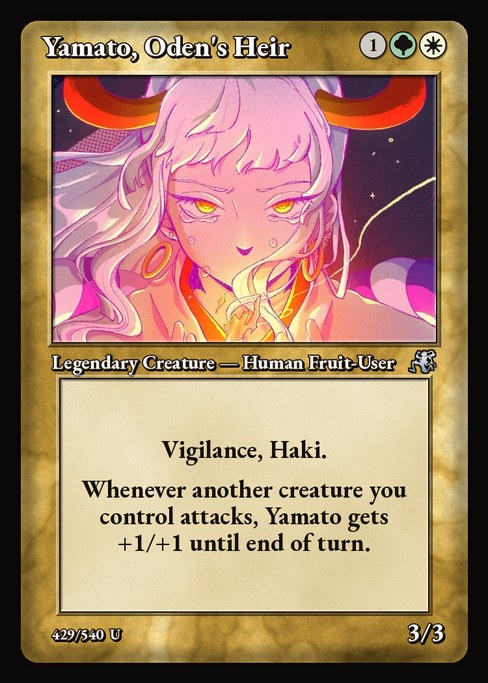 Yamato, Oden's Heir 1
Legendary Creature — Human Fruit-User
Vigilance, Haki.
Whenever another creature you
control attacks, Yamato gets
+1/+1 until end of turn.
429/540 U 3/3